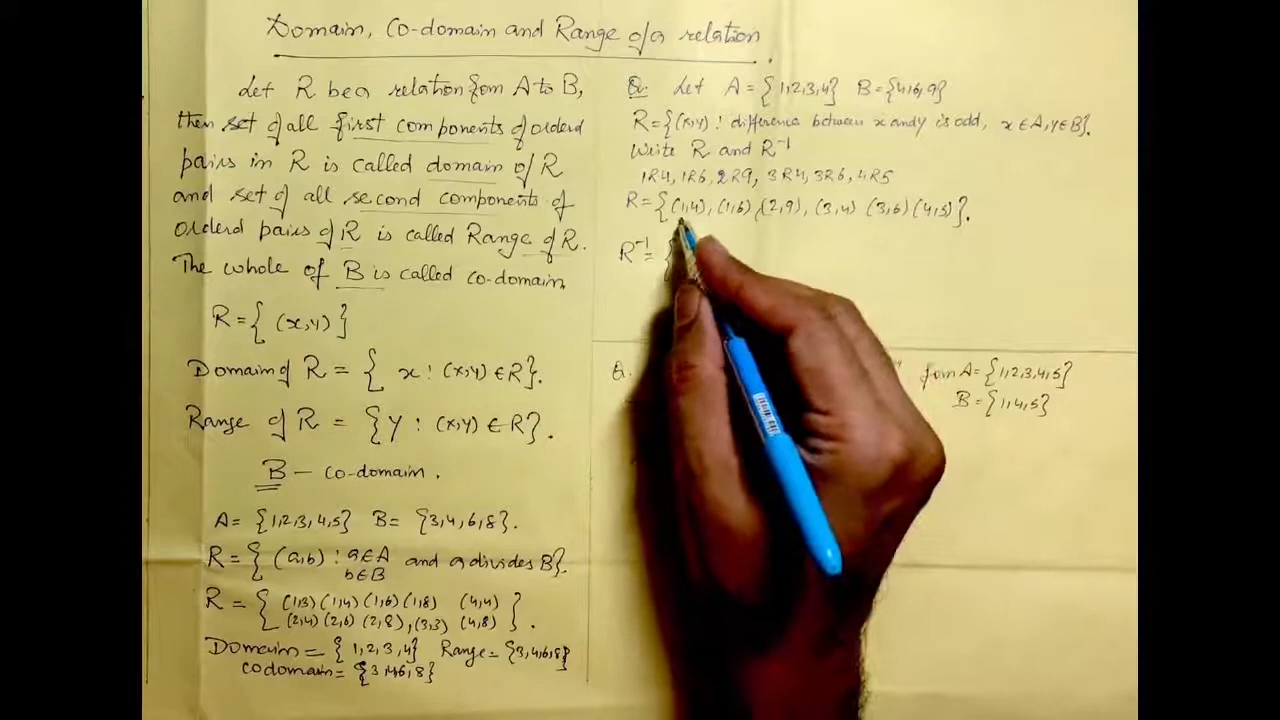 Domain, Co-domain and Range of a relation
Let R be a relation from A to B,
then set of all first components of orderd
pairs in R is called domain of R
and set of all second components of
orderd pairs of R is called Range of R.
The whole of B is called co-domain.
R = { (x,y) }
Domain of R = { x : (x,y) ∈ R}.
Range of R = {y : (x,y) ∈ R}.
B – co-domain.
A = {1,2,3,4,5} B = {3,4,6,8}.
R = { (a,b) : a∈A and a divides B}.
b∈B
R = { (1,3) (1,4) (1,6) (1,8) (4,4)
(2,4) (2,6) (2,8), (3,3) (4,8) }.
Domain = {1,2,3,4} Range = {3,4,6,8}
codomain = {3,4,6,8}
Q. Let A = {1,2,3,4} B = {4,6,9}
R = {(x,y) : difference between x and y is odd, x ∈ A, y ∈ B}.
Write R and R⁻¹
1R4, 1R6, 2R9, 3R4, 3R6, 4R5
R = { (1,4), (1,6), (2,9), (3,4) (3,6) (4,5) }.
R⁻¹ = {
Q. from A = {1,2,3,4,5}
B = {1,4,5}